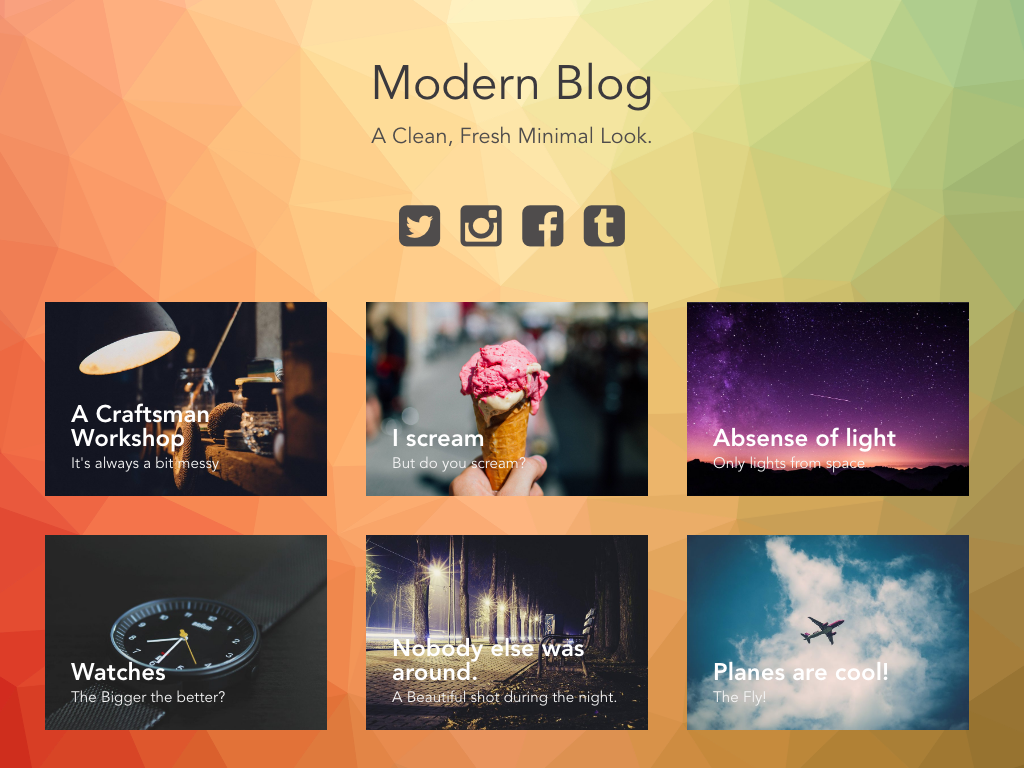 Modern Blog
A Clean, Fresh Minimal Look.
A Craftsman
Workshop
It's always a bit messy
I scream
But do you scream?
Absense of light
Only lights from space
Watches
The Bigger the better?
Nobody else was
around.
A Beautiful shot during the night.
Planes are cool!
The Fly!